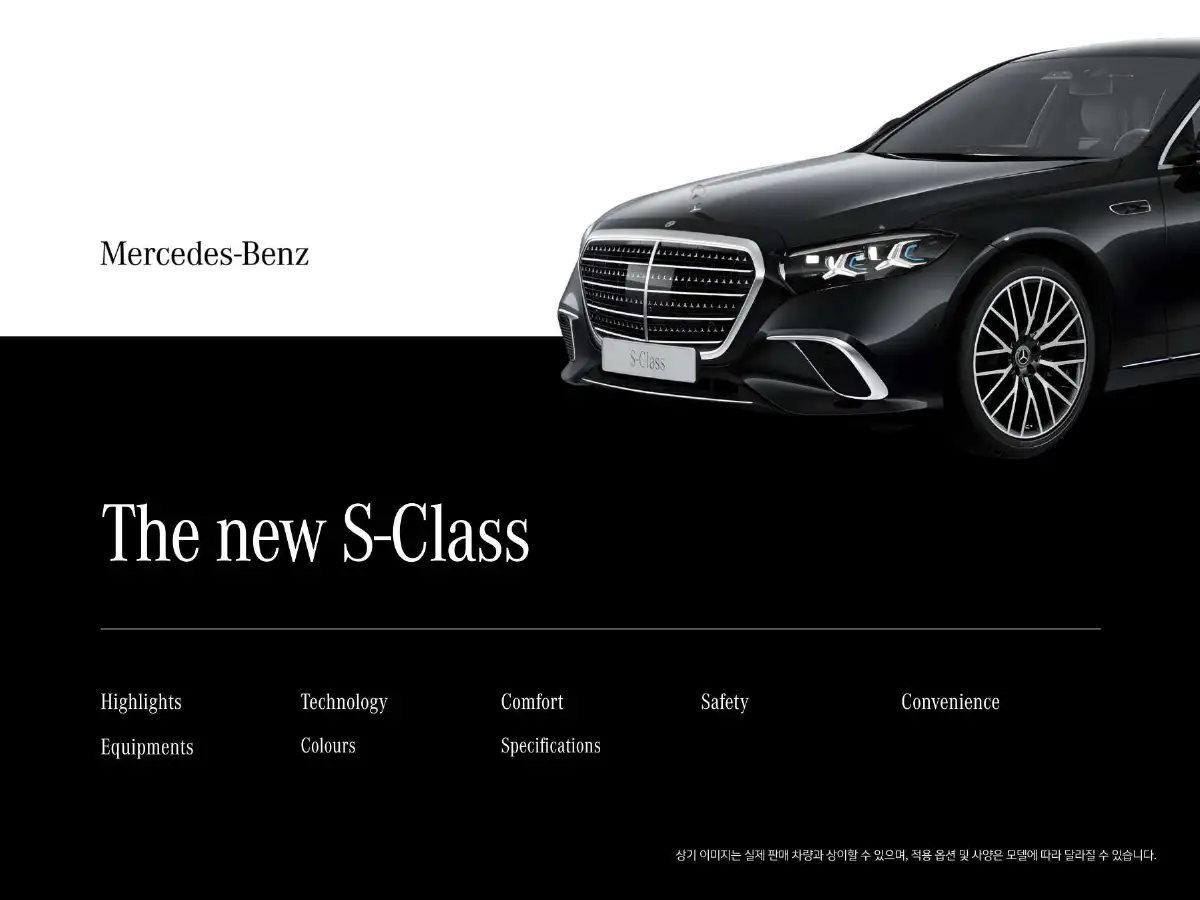 Mercedes-Benz
S-Class
The new S-Class
Highlights
Technology
Comfort
Safety
Convenience
Equipments
Colours
Specifications
상기 이미지는 실제 판매 차량과 상이할 수 있으며, 적용 옵션 및 사양은 모델에 따라 달라질 수 있습니다.